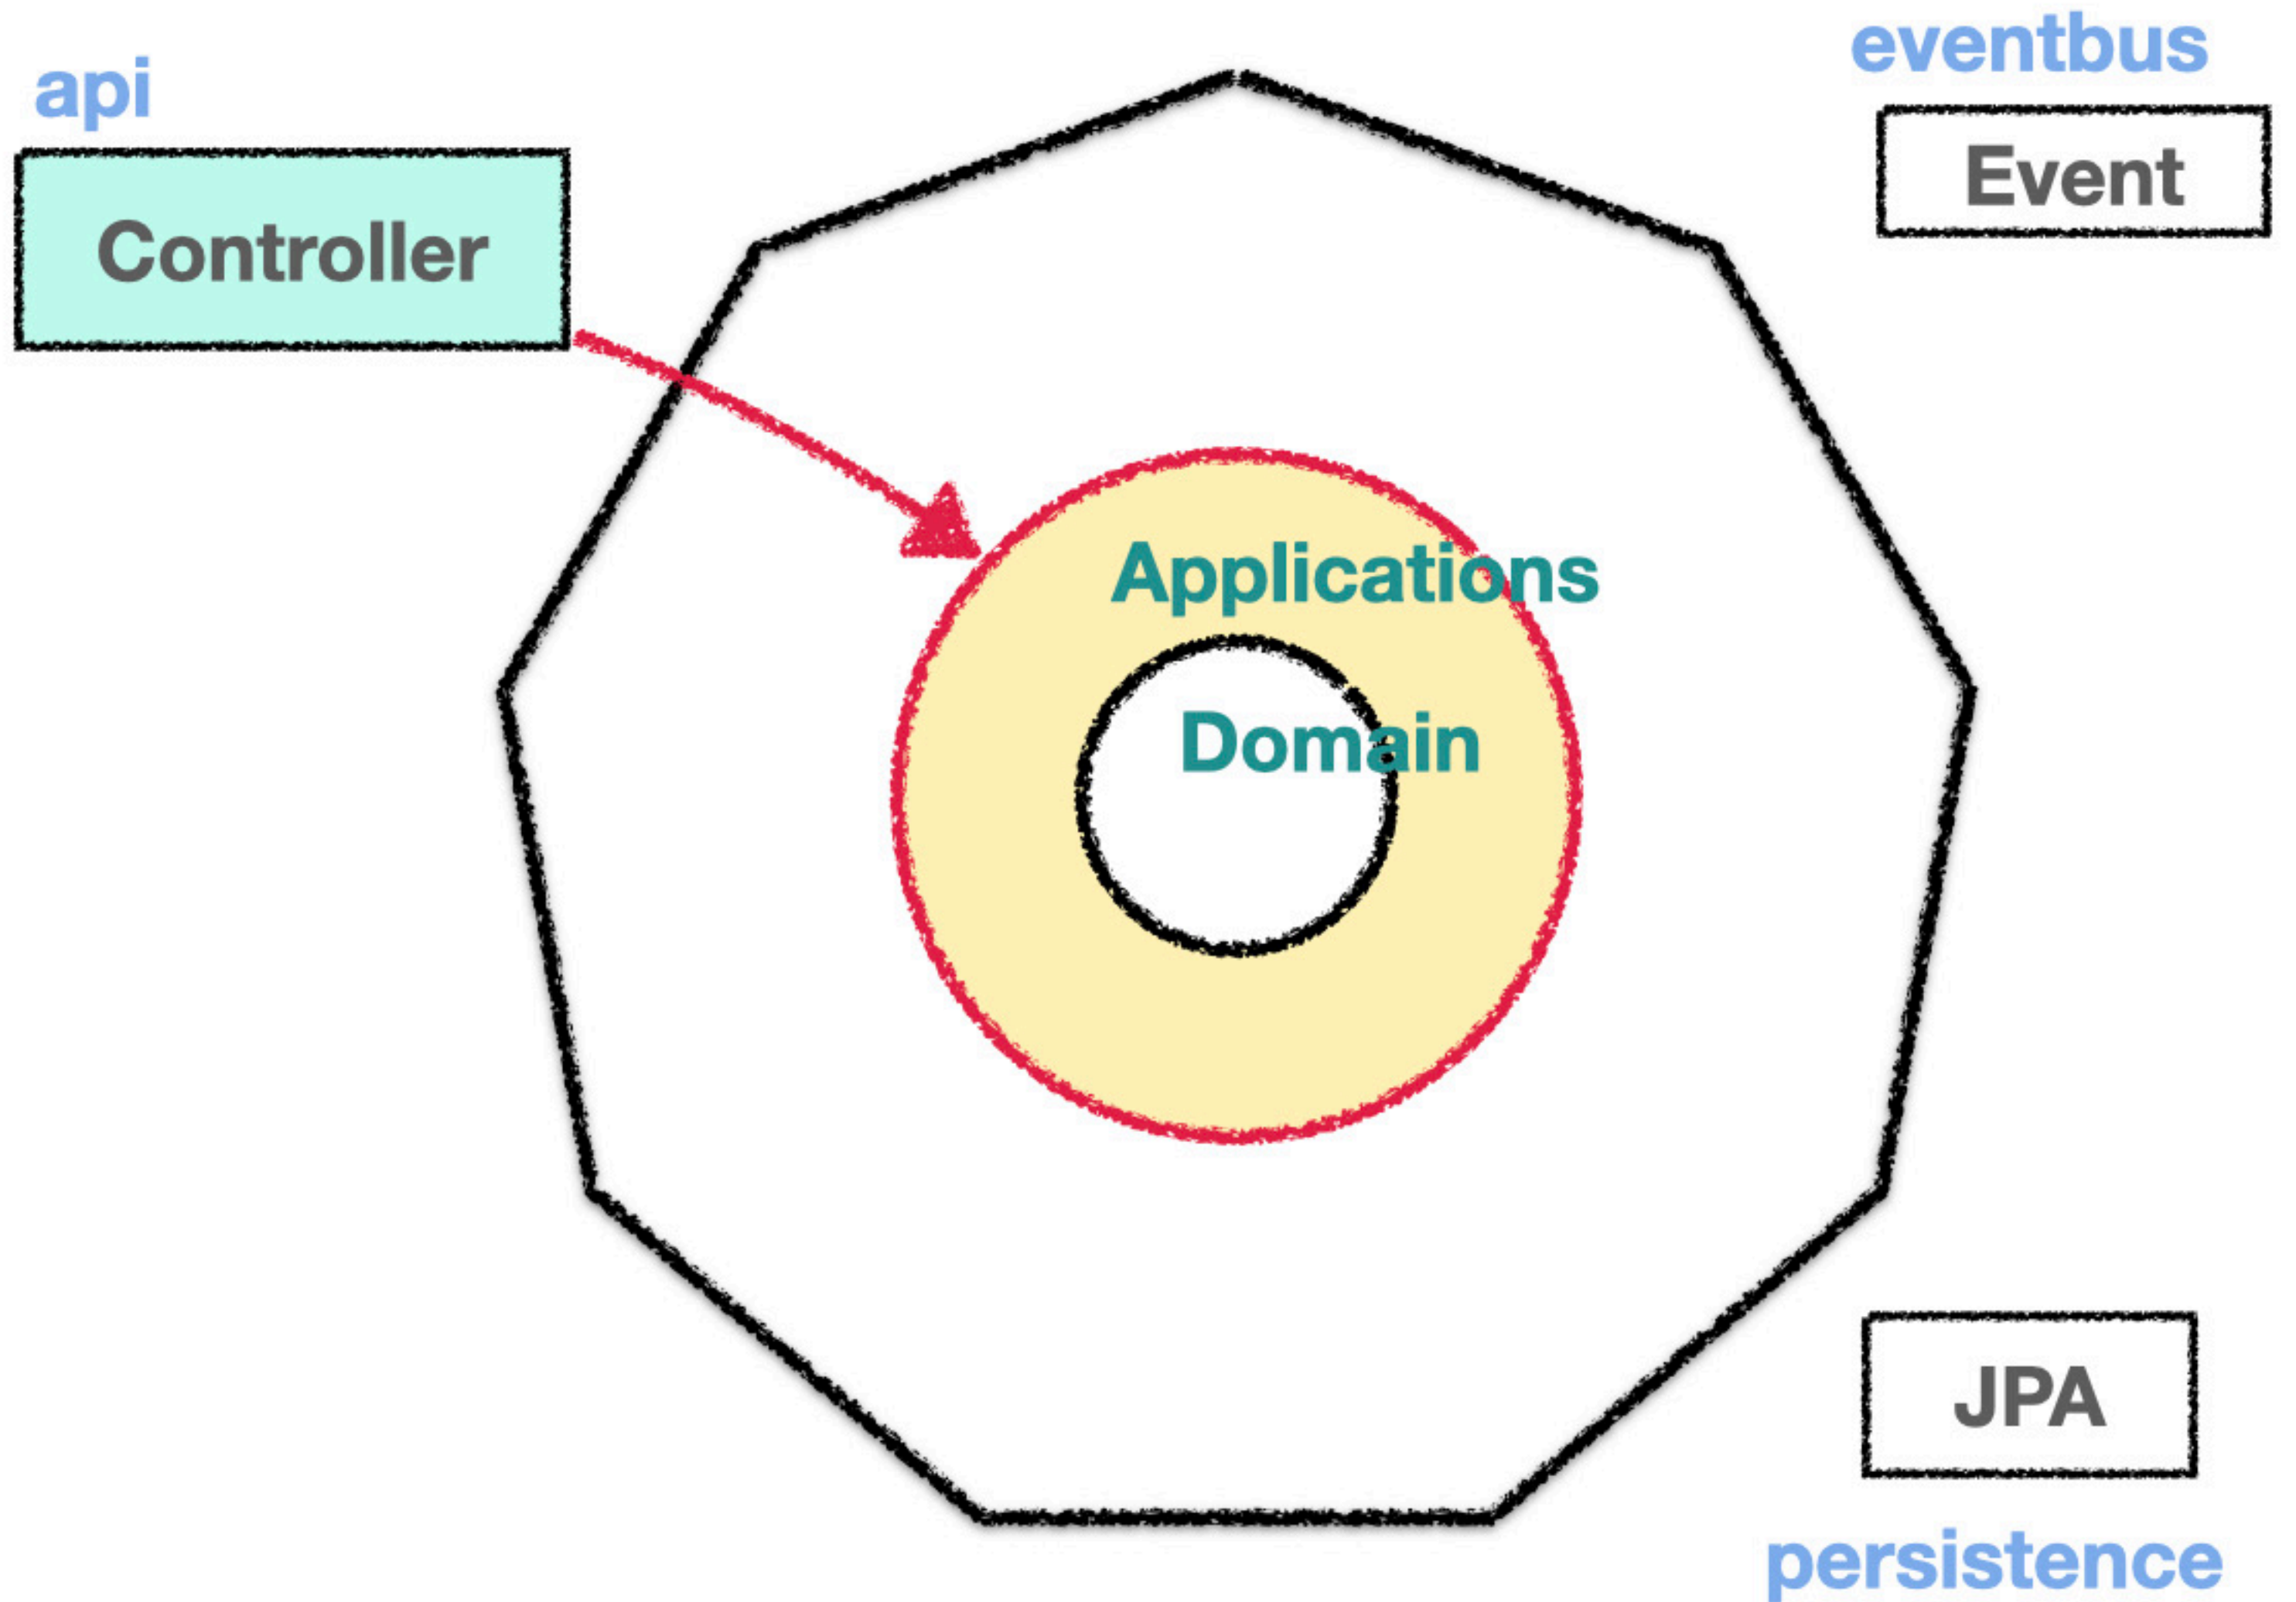 eventbus
api
Event
Controller
Applications
Domain
JPA
persistence